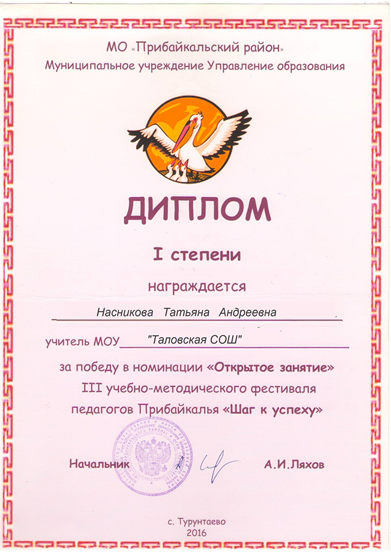 МО «Прибайкальский район»
Муниципальное учреждение Управление образования
ДИПЛОМ
I степени
награждается
Насникова Татьяна Андреевна
учитель МОУ "Таловская СОШ"
за победу в номинации «Открытое занятие»
III учебно-методического фестиваля
педагогов Прибайкалья «Шаг к успеху»
Начальник А.И.Ляхов
с. Турунтаево
2016